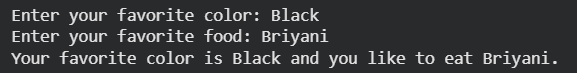 Enter your favorite color: Black
Enter your favorite food: Briyani
Your favorite color is Black and you like to eat Briyani.